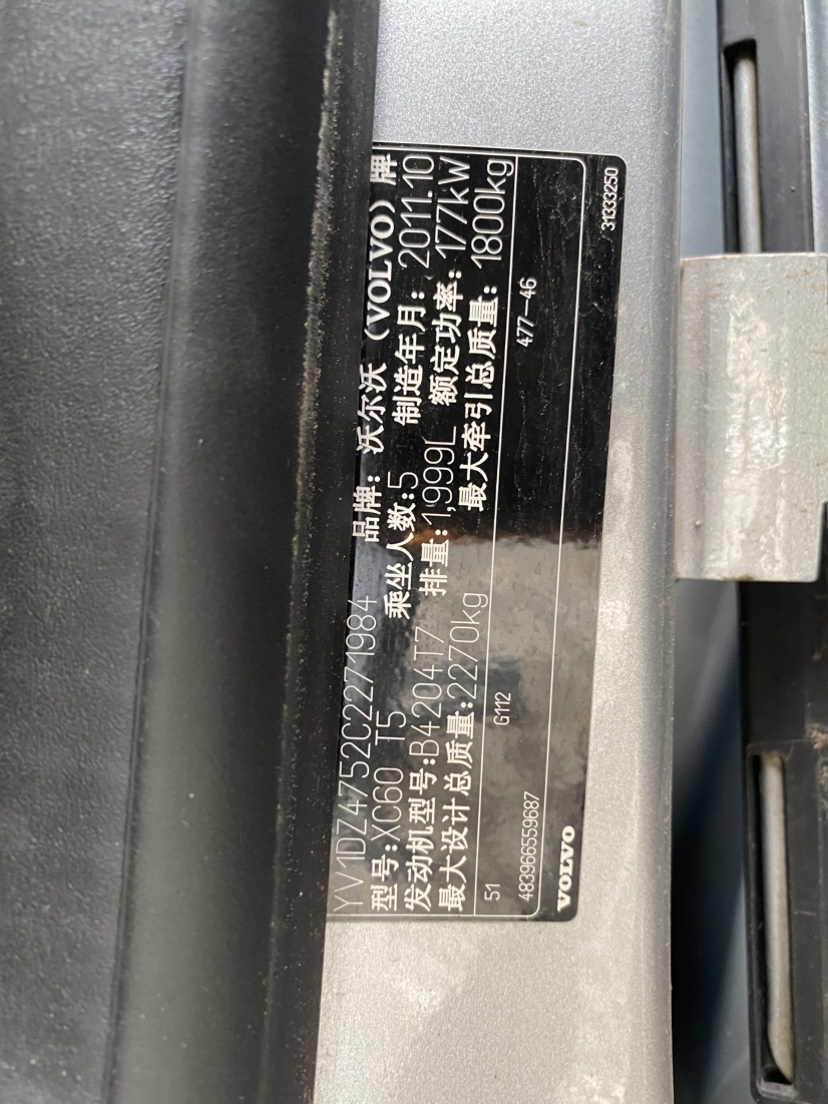 YV1DZ4752C2271984 品牌：沃尔沃（VOLVO）牌
型号:XC60 T5 乘坐人数:5 制造年月：2011.10
发动机型号:B4204T7 排量:1,999L 额定功率:177kW
最大设计总质量:2270kg 最大牵引总质量：1800kg
51 G112 477-46
483966559687
VOLVO 31333250